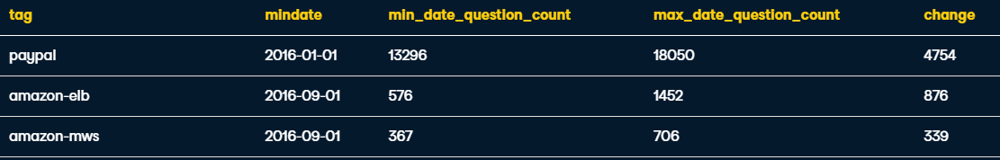 tag mindate min_date_question_count max_date_question_count change
paypal 2016-01-01 13296 18050 4754
amazon-elb 2016-09-01 576 1452 876
amazon-mws 2016-09-01 367 706 339